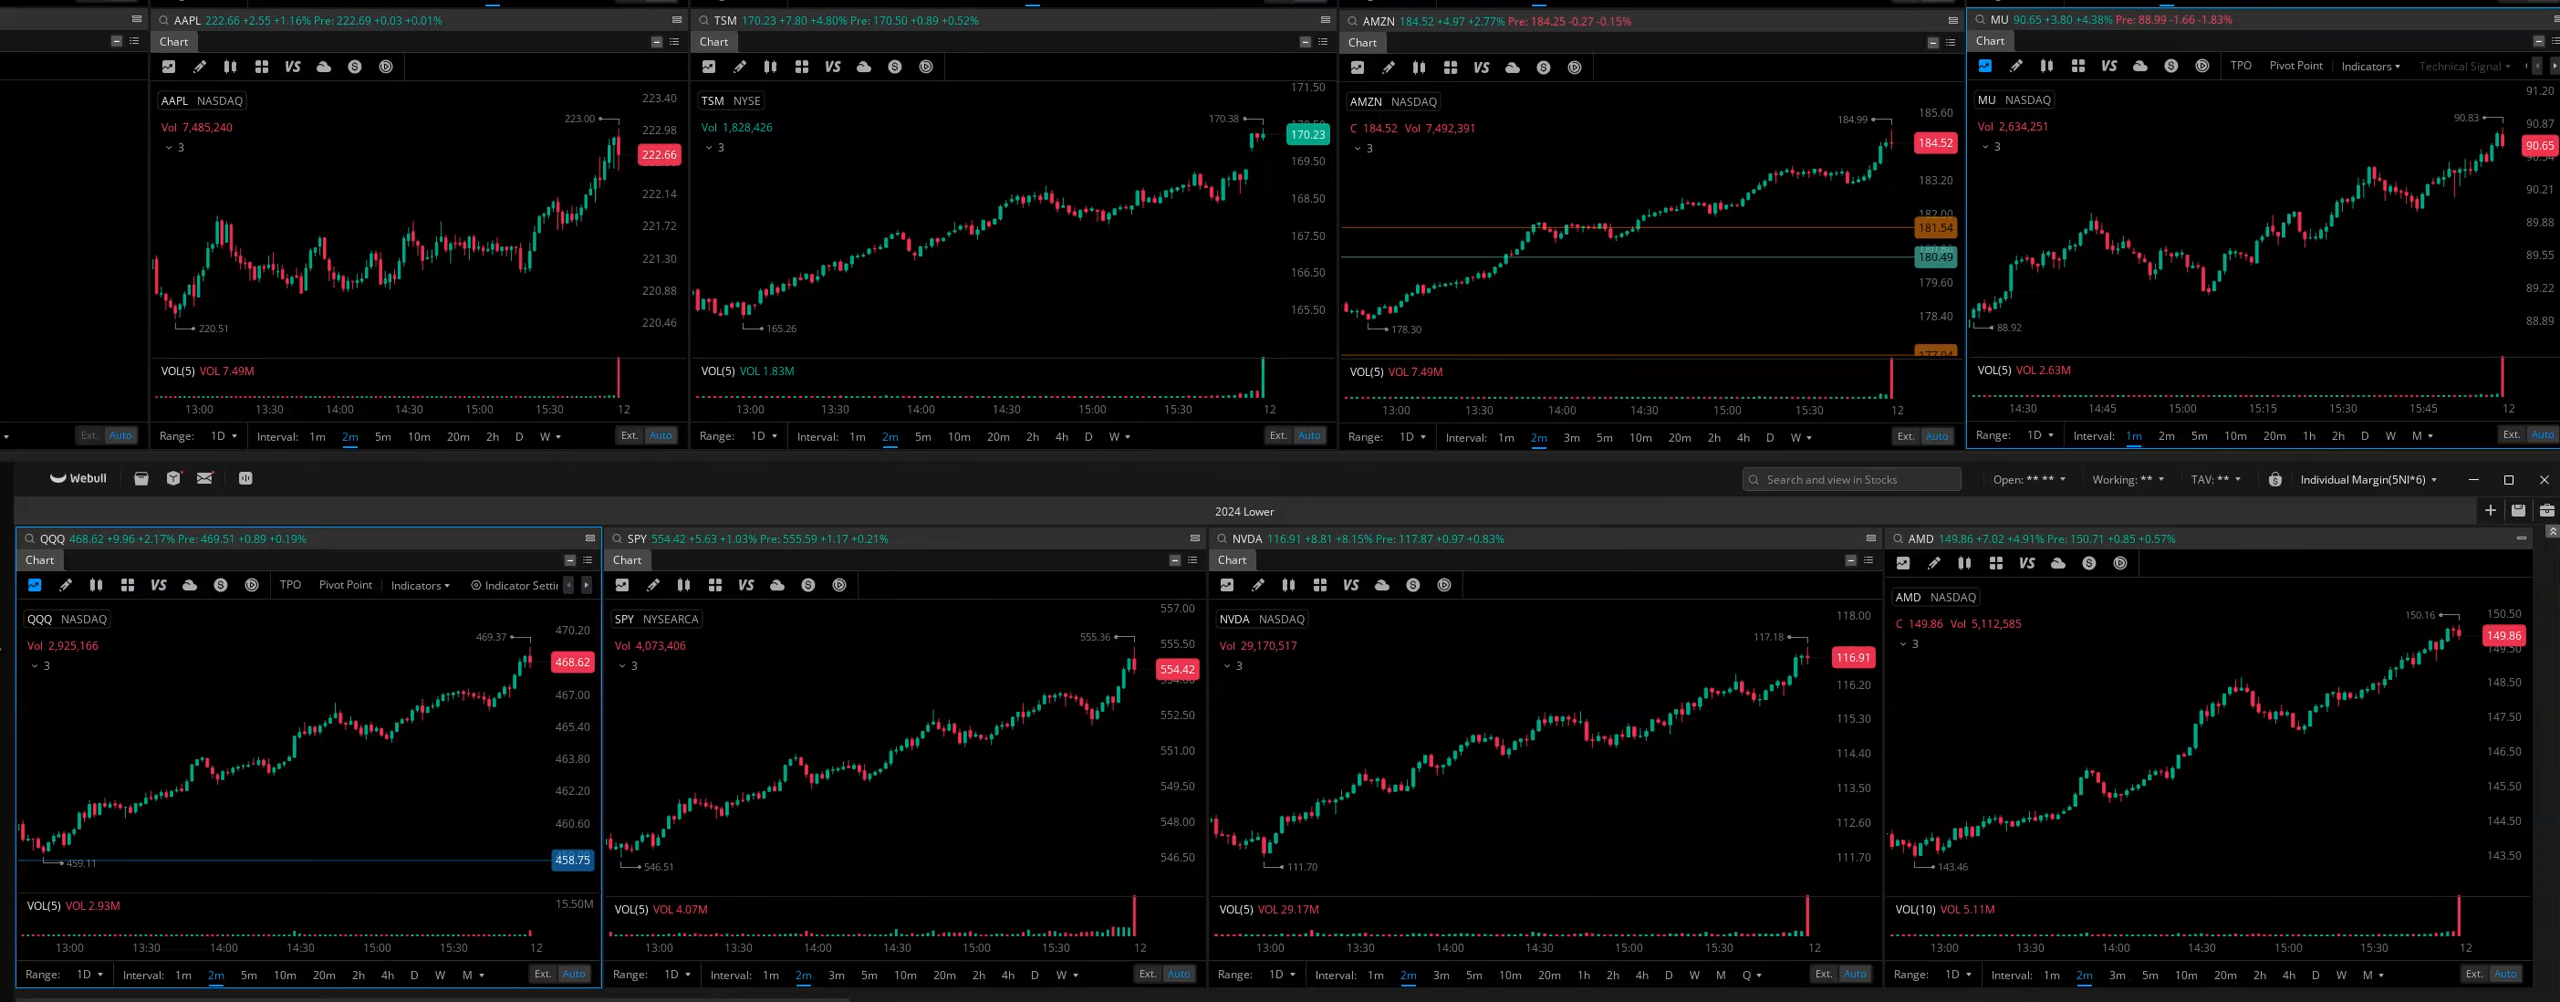 AAPL 222.66 +2.55 +1.16% Pre: 222.69 +0.03 +0.01%
Chart
VS
AAPL NASDAQ
Vol 7,485,240
3
223.00
223.40
222.98
222.66
222.14
221.72
221.30
220.88
220.46
220.51
VOL(5) VOL 7.49M
13:00 13:30 14:00 14:30 15:00 15:30 12
Ext. Auto
Range: 1D Interval: 1m 2m 5m 10m 20m 2h D W Ext. Auto
TSM 170.23 +7.80 +4.80% Pre: 170.50 +0.89 +0.52%
Chart
VS
TSM NYSE
Vol 1,828,426
3
170.38
171.50
170.23
169.50
168.50
167.50
166.50
165.50
165.26
VOL(5) VOL 1.83M
13:00 13:30 14:00 14:30 15:00 15:30 12
Range: 1D Interval: 1m 2m 5m 10m 20m 2h 4h D W Ext. Auto
AMZN 184.52 +4.97 +2.77% Pre: 184.25 -0.27 -0.15%
Chart
VS
AMZN NASDAQ
C 184.52 Vol 7,492,391
3
184.99
185.60
184.52
183.20
182.00
181.54
180.49
179.60
178.40
178.30
VOL(5) VOL 7.49M
13:00 13:30 14:00 14:30 15:00 15:30 12
Range: 1D Interval: 1m 2m 3m 5m 10m 20m 2h 4h D W Ext. Auto
MU 90.65 +3.80 +4.38% Pre: 88.99 -1.66 -1.83%
Chart
VS TPO Pivot Point Indicators Technical Signal
MU NASDAQ
Vol 2,634,251
3
90.83
91.20
90.87
90.65
90.21
89.88
89.55
89.22
88.89
88.92
VOL(5) VOL 2.63M
14:30 14:45 15:00 15:15 15:30 15:45 12
Range: 1D Interval: 1m 2m 5m 10m 20m 1h 2h D W M Ext. Auto
Webull Search and view in Stocks Open: ** ** Working: ** TAV: ** Individual Margin(5NI*6)
2024 Lower
QQQ 468.62 +9.96 +2.17% Pre: 469.51 +0.89 +0.19%
Chart
VS TPO Pivot Point Indicators Indicator Settin
QQQ NASDAQ
Vol 2,925,166
3
469.37
470.20
468.62
467.00
465.40
463.80
462.20
460.60
458.75
459.11
VOL(5) VOL 2.93M
15.50M
13:00 13:30 14:00 14:30 15:00 15:30 12
Range: 1D Interval: 1m 2m 5m 10m 20m 2h 4h D W M Ext. Auto
SPY 554.42 +5.63 +1.03% Pre: 555.59 +1.17 +0.21%
Chart
VS
SPY NYSEARCA
Vol 4,073,406
3
555.36
557.00
555.50
554.42
552.50
551.00
549.50
548.00
546.50
546.51
VOL(5) VOL 4.07M
13:00 13:30 14:00 14:30 15:00 15:30 12
Range: 1D Interval: 1m 2m 3m 5m 10m 20m 2h 4h D W Ext. Auto
NVDA 116.91 +8.81 +8.15% Pre: 117.87 +0.97 +0.83%
Chart
VS
NVDA NASDAQ
Vol 29,170,517
3
117.18
118.00
116.91
116.20
115.30
114.40
113.50
112.60
111.70
111.70
VOL(5) VOL 29.17M
13:00 13:30 14:00 14:30 15:00 15:30 12
Range: 1D Interval: 1m 2m 3m 5m 10m 20m 1h 2h 4h D W M Q Ext. Auto
AMD 149.86 +7.02 +4.91% Pre: 150.71 +0.85 +0.57%
VS
AMD NASDAQ
C 149.86 Vol 5,112,585
3
150.16
150.50
149.86
149.50
148.50
147.50
146.50
145.50
144.50
143.50
143.46
VOL(10) VOL 5.11M
13:00 13:30 14:00 14:30 15:00 15:30 12
Range: 1D Interval: 1m 2m 3m 5m 10m 20m 2h 4h D W M Ext. Auto